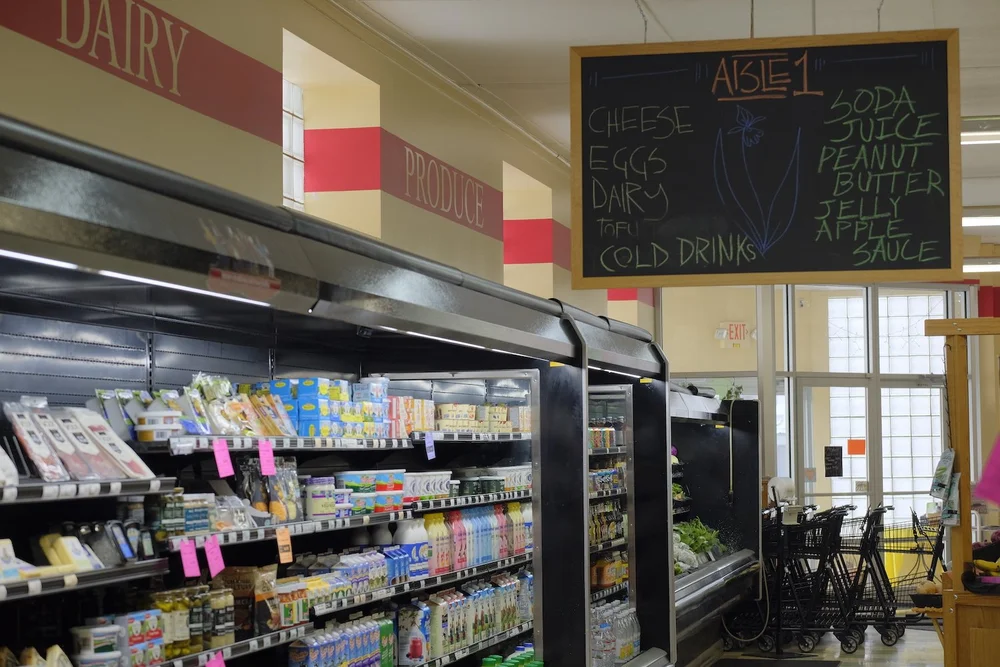 DAIRY
PRODUCE
AISLE 1
CHEESE
EGGS
DAIRY
TOFU
COLD DRINKS
SODA
JUICE
PEANUT
BUTTER
JELLY
APPLE
SAUCE
EXIT